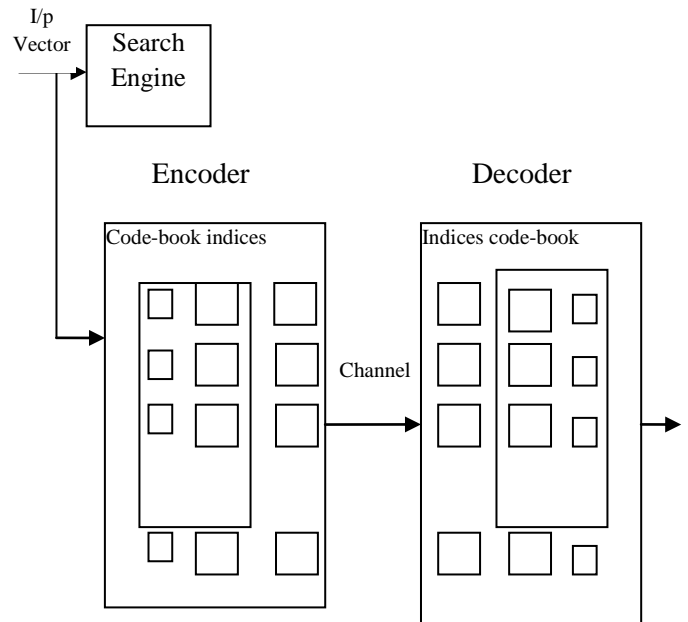 I/p
Vector
Search
Engine
Encoder
Decoder
Code-book indices
Indices code-book
Channel